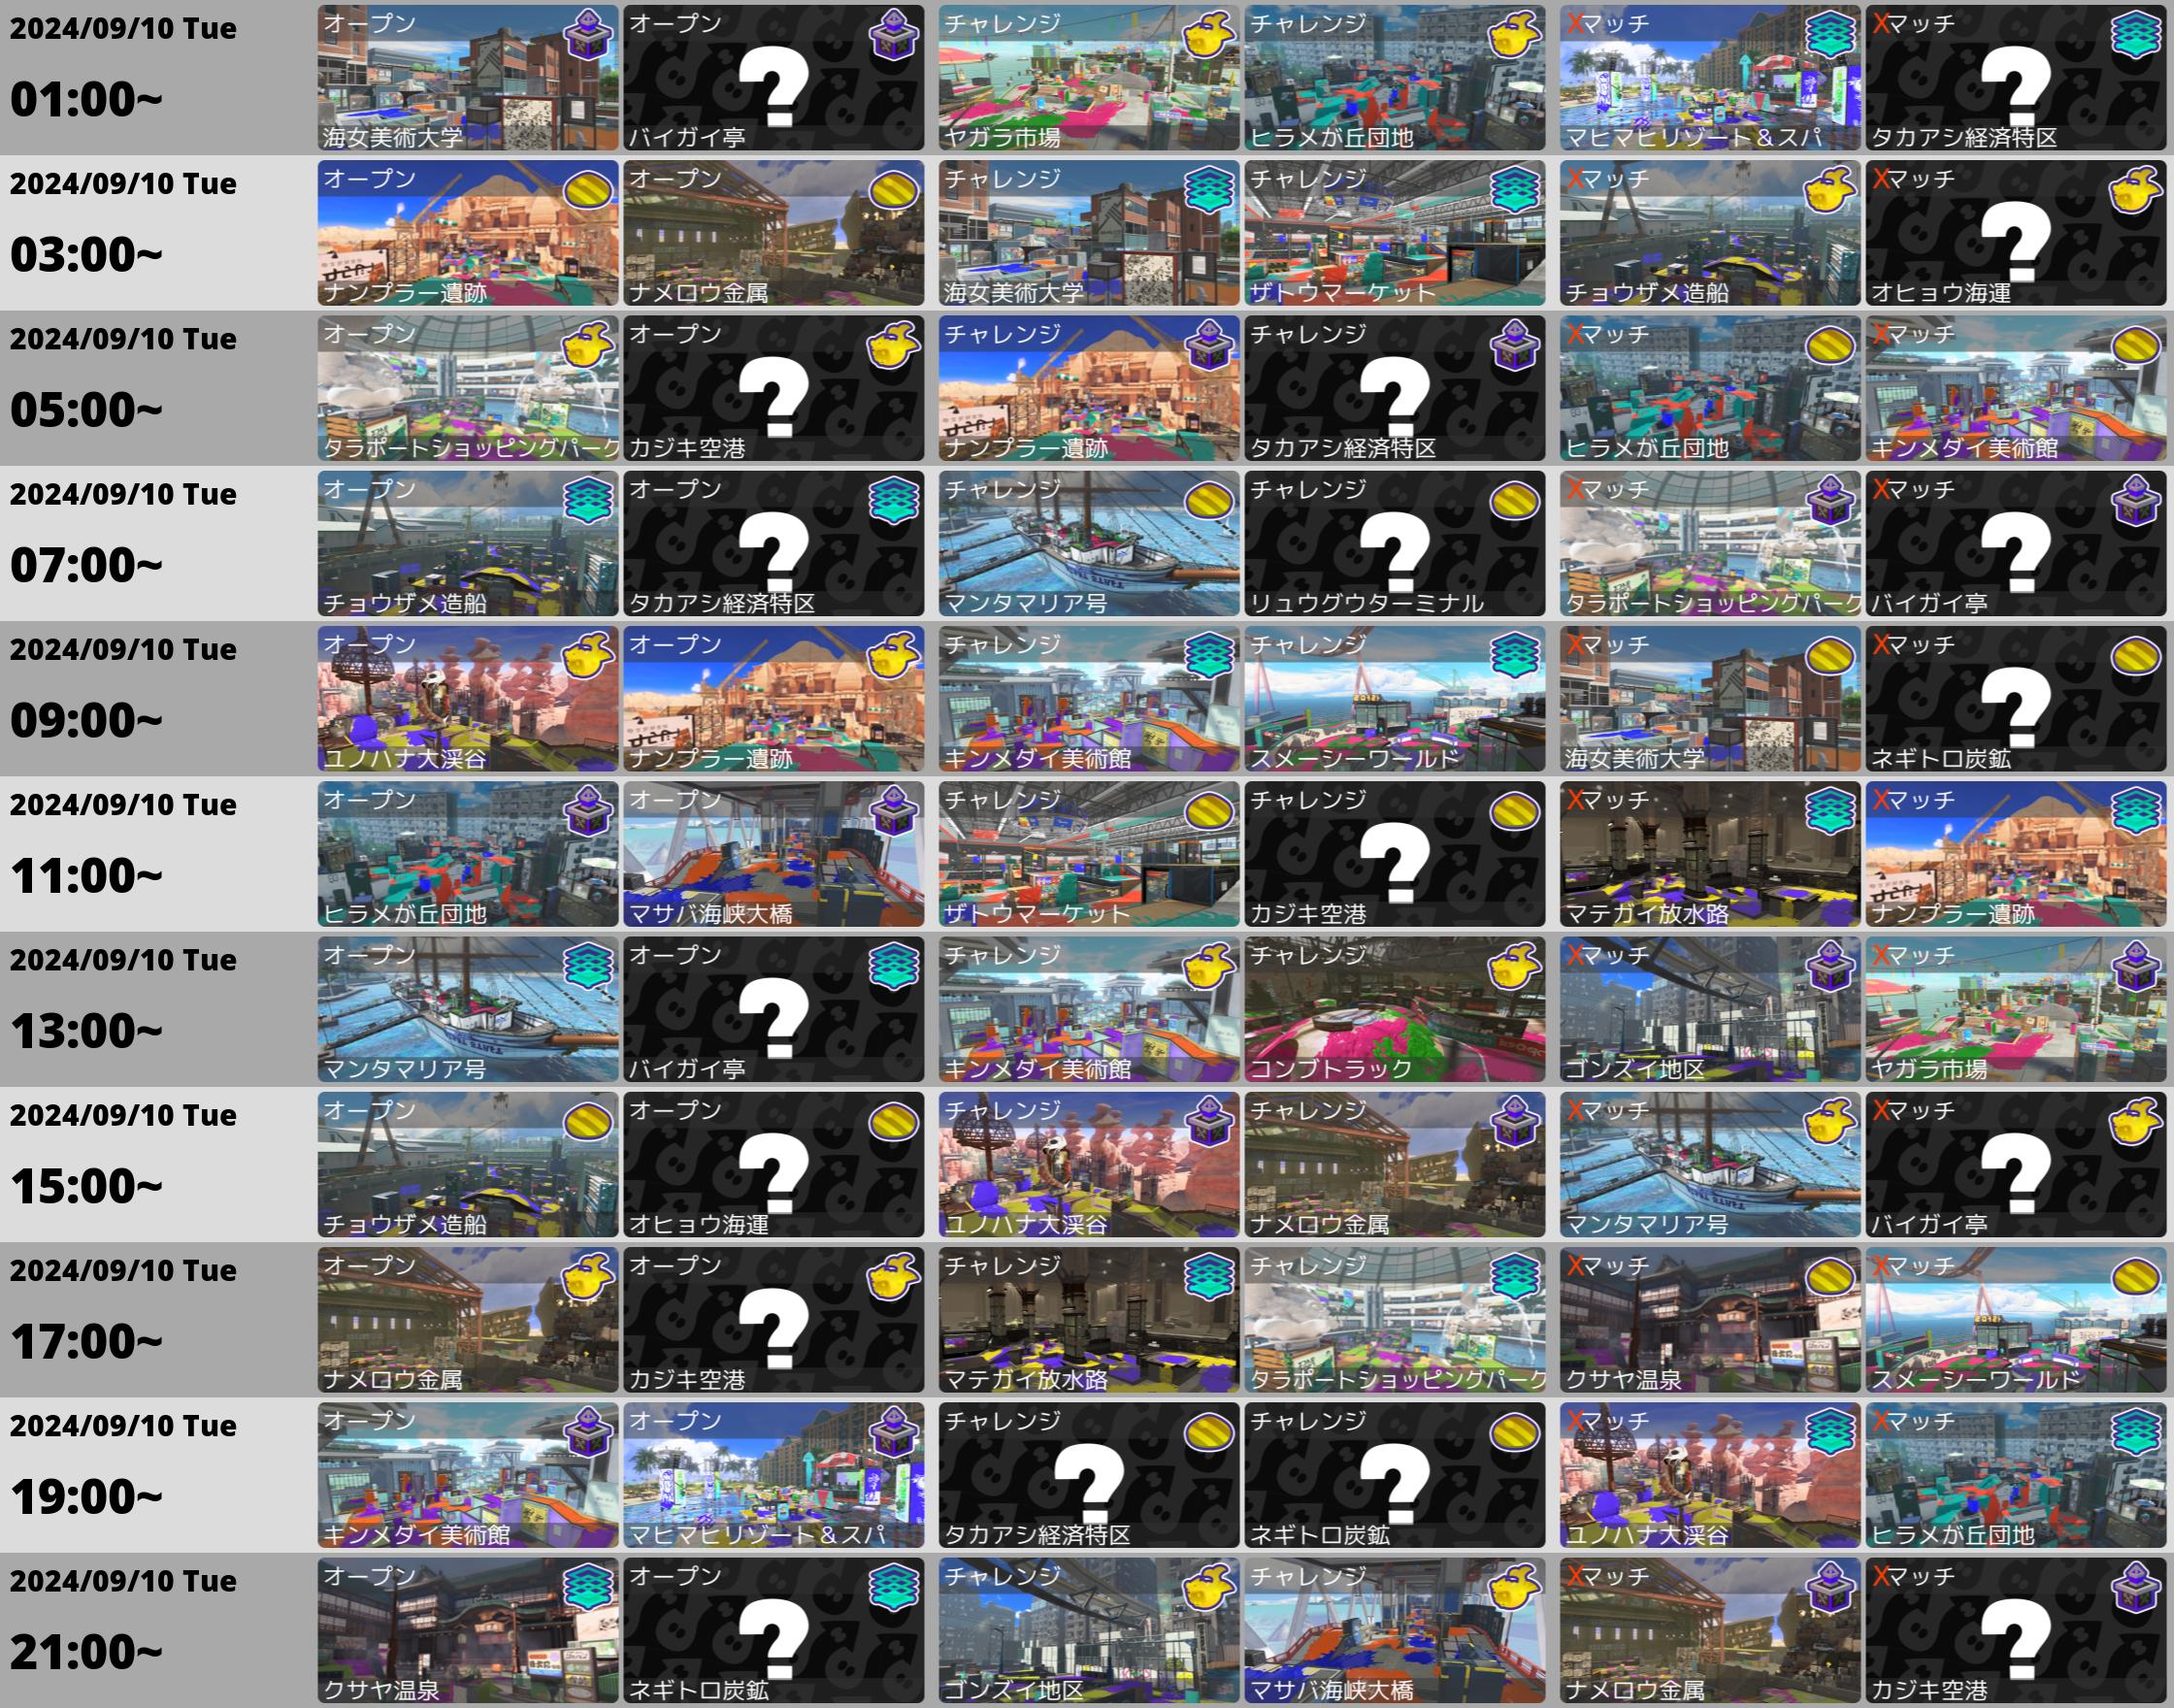 2024/09/10 Tue
01:00~
オープン
海女美術大学
オープン
バイガイ亭
チャレンジ
ヤガラ市場
チャレンジ
ヒラメが丘団地
Xマッチ
マヒマヒリゾート&スパ
Xマッチ
タカアシ経済特区
2024/09/10 Tue
03:00~
オープン
ナンプラー遺跡
オープン
ナメロウ金属
チャレンジ
海女美術大学
チャレンジ
ザトウマーケット
Xマッチ
チョウザメ造船
Xマッチ
オヒョウ海運
2024/09/10 Tue
05:00~
オープン
タラポートショッピングパーク
オープン
カジキ空港
チャレンジ
ナンプラー遺跡
チャレンジ
タカアシ経済特区
Xマッチ
ヒラメが丘団地
Xマッチ
キンメダイ美術館
2024/09/10 Tue
07:00~
オープン
チョウザメ造船
オープン
タカアシ経済特区
チャレンジ
マンタマリア号
チャレンジ
リュウグウターミナル
Xマッチ
タラポートショッピングパーク
Xマッチ
バイガイ亭
2024/09/10 Tue
09:00~
オープン
ユノハナ大渓谷
オープン
ナンプラー遺跡
チャレンジ
キンメダイ美術館
チャレンジ
スメーシーワールド
Xマッチ
海女美術大学
Xマッチ
ネギトロ炭鉱
2024/09/10 Tue
11:00~
オープン
ヒラメが丘団地
オープン
マサバ海峡大橋
チャレンジ
ザトウマーケット
チャレンジ
カジキ空港
Xマッチ
マテガイ放水路
Xマッチ
ナンプラー遺跡
2024/09/10 Tue
13:00~
オープン
マンタマリア号
オープン
バイガイ亭
チャレンジ
キンメダイ美術館
チャレンジ
コンブトラック
Xマッチ
ゴンズイ地区
Xマッチ
ヤガラ市場
2024/09/10 Tue
15:00~
オープン
チョウザメ造船
オープン
オヒョウ海運
チャレンジ
ユノハナ大渓谷
チャレンジ
ナメロウ金属
Xマッチ
マンタマリア号
Xマッチ
バイガイ亭
2024/09/10 Tue
17:00~
オープン
ナメロウ金属
オープン
カジキ空港
チャレンジ
マテガイ放水路
チャレンジ
タラポートショッピングパーク
Xマッチ
クサヤ温泉
Xマッチ
スメーシーワールド
2024/09/10 Tue
19:00~
オープン
キンメダイ美術館
オープン
マヒマヒリゾート&スパ
チャレンジ
タカアシ経済特区
チャレンジ
ネギトロ炭鉱
Xマッチ
ユノハナ大渓谷
Xマッチ
ヒラメが丘団地
2024/09/10 Tue
21:00~
オープン
クサヤ温泉
オープン
ネギトロ炭鉱
チャレンジ
ゴンズイ地区
チャレンジ
マサバ海峡大橋
Xマッチ
ナメロウ金属
Xマッチ
カジキ空港